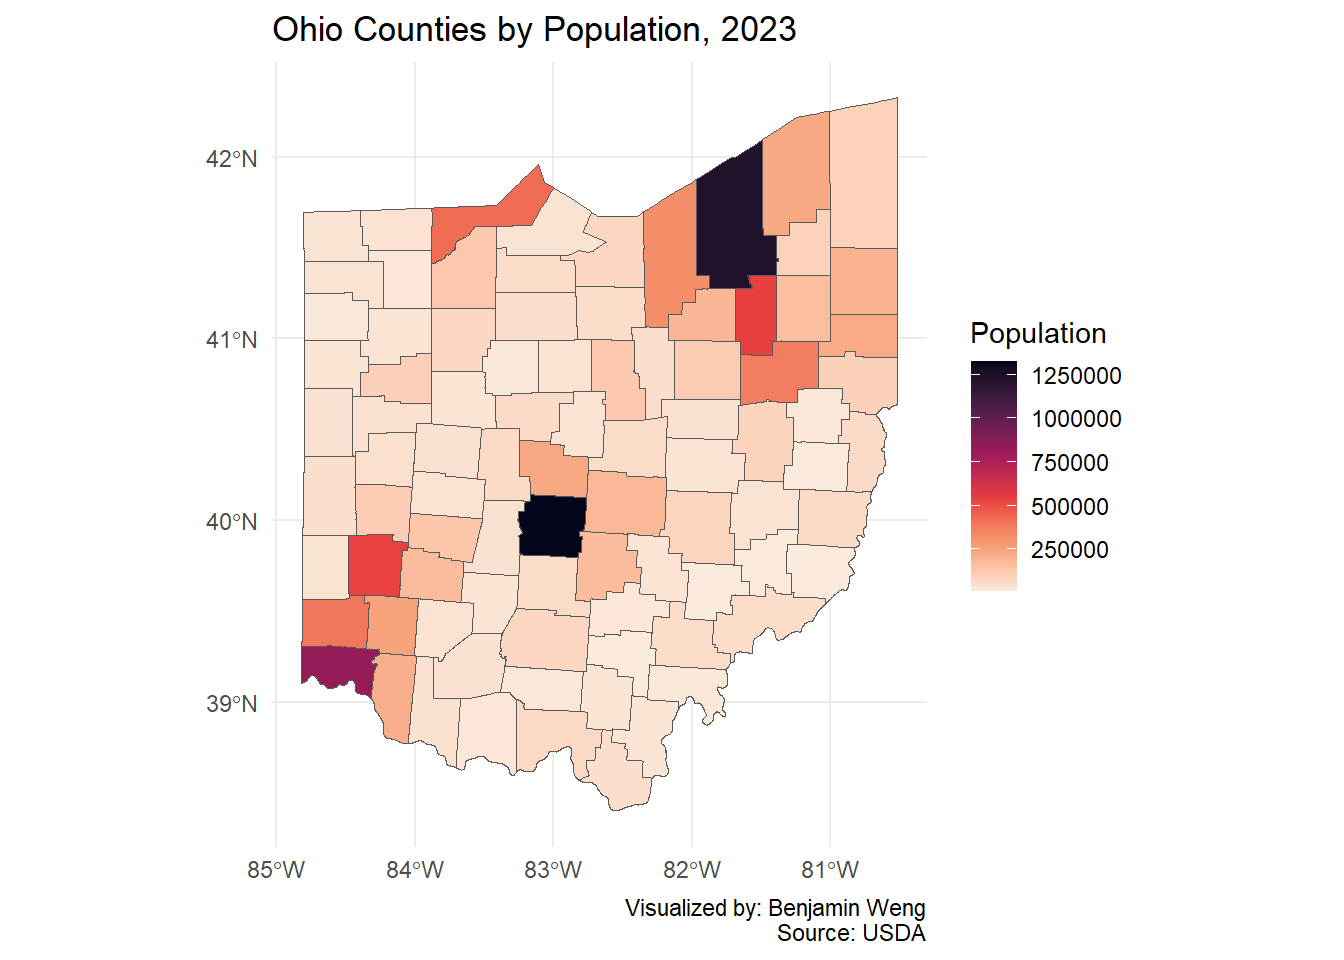 Ohio Counties by Population, 2023
42°N
41°N
40°N
39°N
85°W
84°W
83°W
82°W
81°W
Population
1250000
1000000
750000
500000
250000
Visualized by: Benjamin Weng
Source: USDA